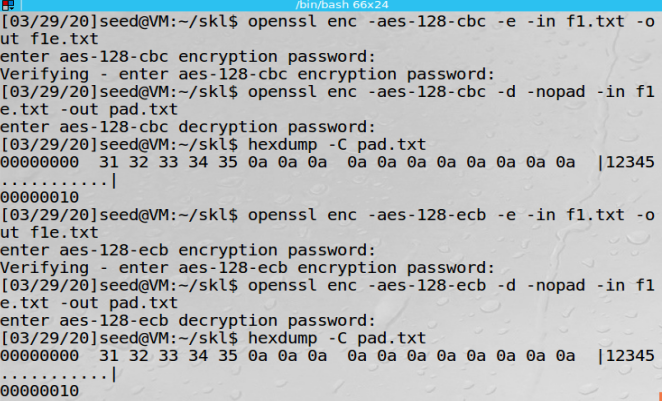 /bin/bash 66x24
[03/29/20]seed@VM:~/skl$ openssl enc -aes-128-cbc -e -in f1.txt -o
ut f1e.txt
enter aes-128-cbc encryption password:
Verifying - enter aes-128-cbc encryption password:
[03/29/20]seed@VM:~/skl$ openssl enc -aes-128-cbc -d -nopad -in f1
e.txt -out pad.txt
enter aes-128-cbc decryption password:
[03/29/20]seed@VM:~/skl$ hexdump -C pad.txt
00000000  31 32 33 34 35 0a 0a 0a  0a 0a 0a 0a 0a 0a 0a 0a  |12345
...........|
00000010
[03/29/20]seed@VM:~/skl$ openssl enc -aes-128-ecb -e -in f1.txt -o
ut f1e.txt
enter aes-128-ecb encryption password:
Verifying - enter aes-128-ecb encryption password:
[03/29/20]seed@VM:~/skl$ openssl enc -aes-128-ecb -d -nopad -in f1
e.txt -out pad.txt
enter aes-128-ecb decryption password:
[03/29/20]seed@VM:~/skl$ hexdump -C pad.txt
00000000  31 32 33 34 35 0a 0a 0a  0a 0a 0a 0a 0a 0a 0a 0a  |12345
...........|
00000010